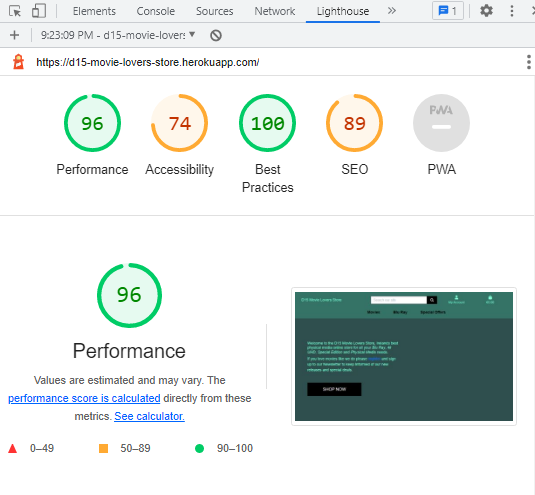 Elements Console Sources Network Lighthouse » 1
+ 9:23:09 PM - d15-movie-lovers
https://d15-movie-lovers-store.herokuapp.com/
96 74 100 89 PWA
Performance Accessibility Best Practices SEO PWA
96
Performance
Values are estimated and may vary. The
performance score is calculated directly from these
metrics. See calculator.
0–49 50–89 90–100
D15 Movie Lovers Store
My Account
Movies Blu-Ray Special Offers
SHOP NOW